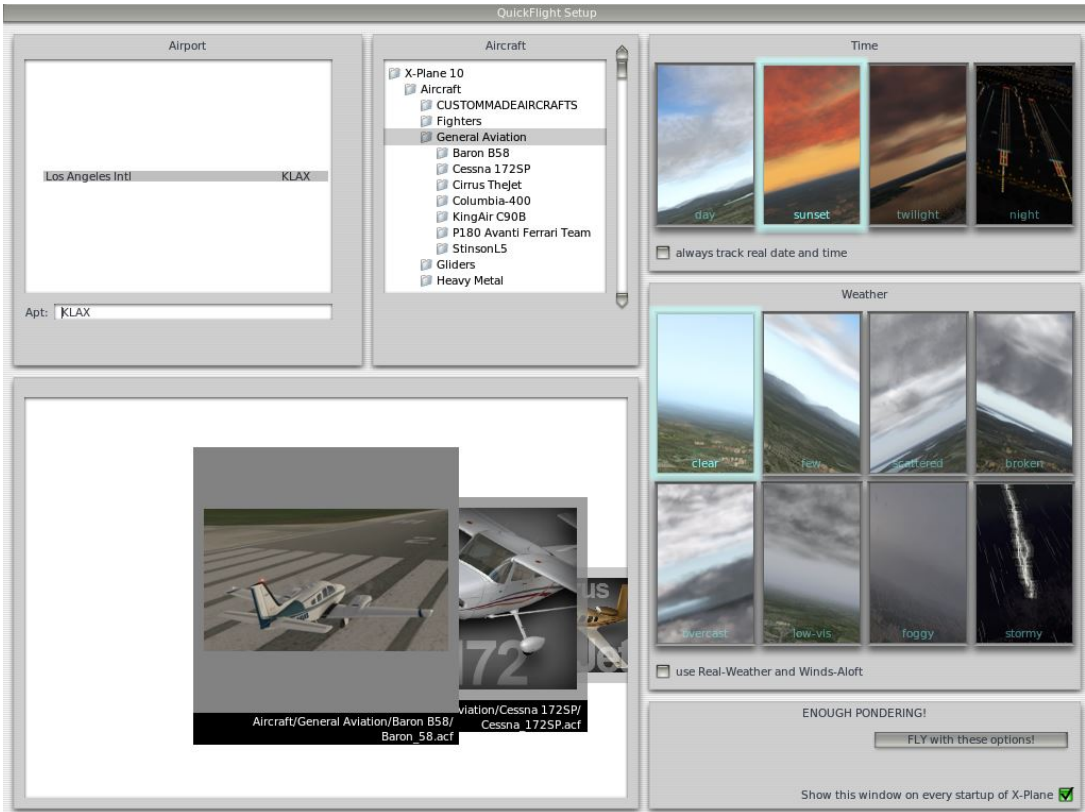 QuickFlight Setup
Airport
Los Angeles Intl KLAX
Apt: KLAX
Aircraft
X-Plane 10
Aircraft
CUSTOMMADEAIRCRAFTS
Fighters
General Aviation
Baron B58
Cessna 172SP
Cirrus TheJet
Columbia-400
KingAir C90B
P180 Avanti Ferrari Team
StinsonL5
Gliders
Heavy Metal
Time
day sunset twilight night
always track real date and time
Weather
clear few scattered broken
overcast low-vis foggy stormy
use Real-Weather and Winds-Aloft
172
Jet
Aircraft/General Aviation/Baron B58/
Baron_58.acf
viation/Cessna 172SP/
Cessna_172SP.acf
ENOUGH PONDERING!
FLY with these options!
Show this window on every startup of X-Plane